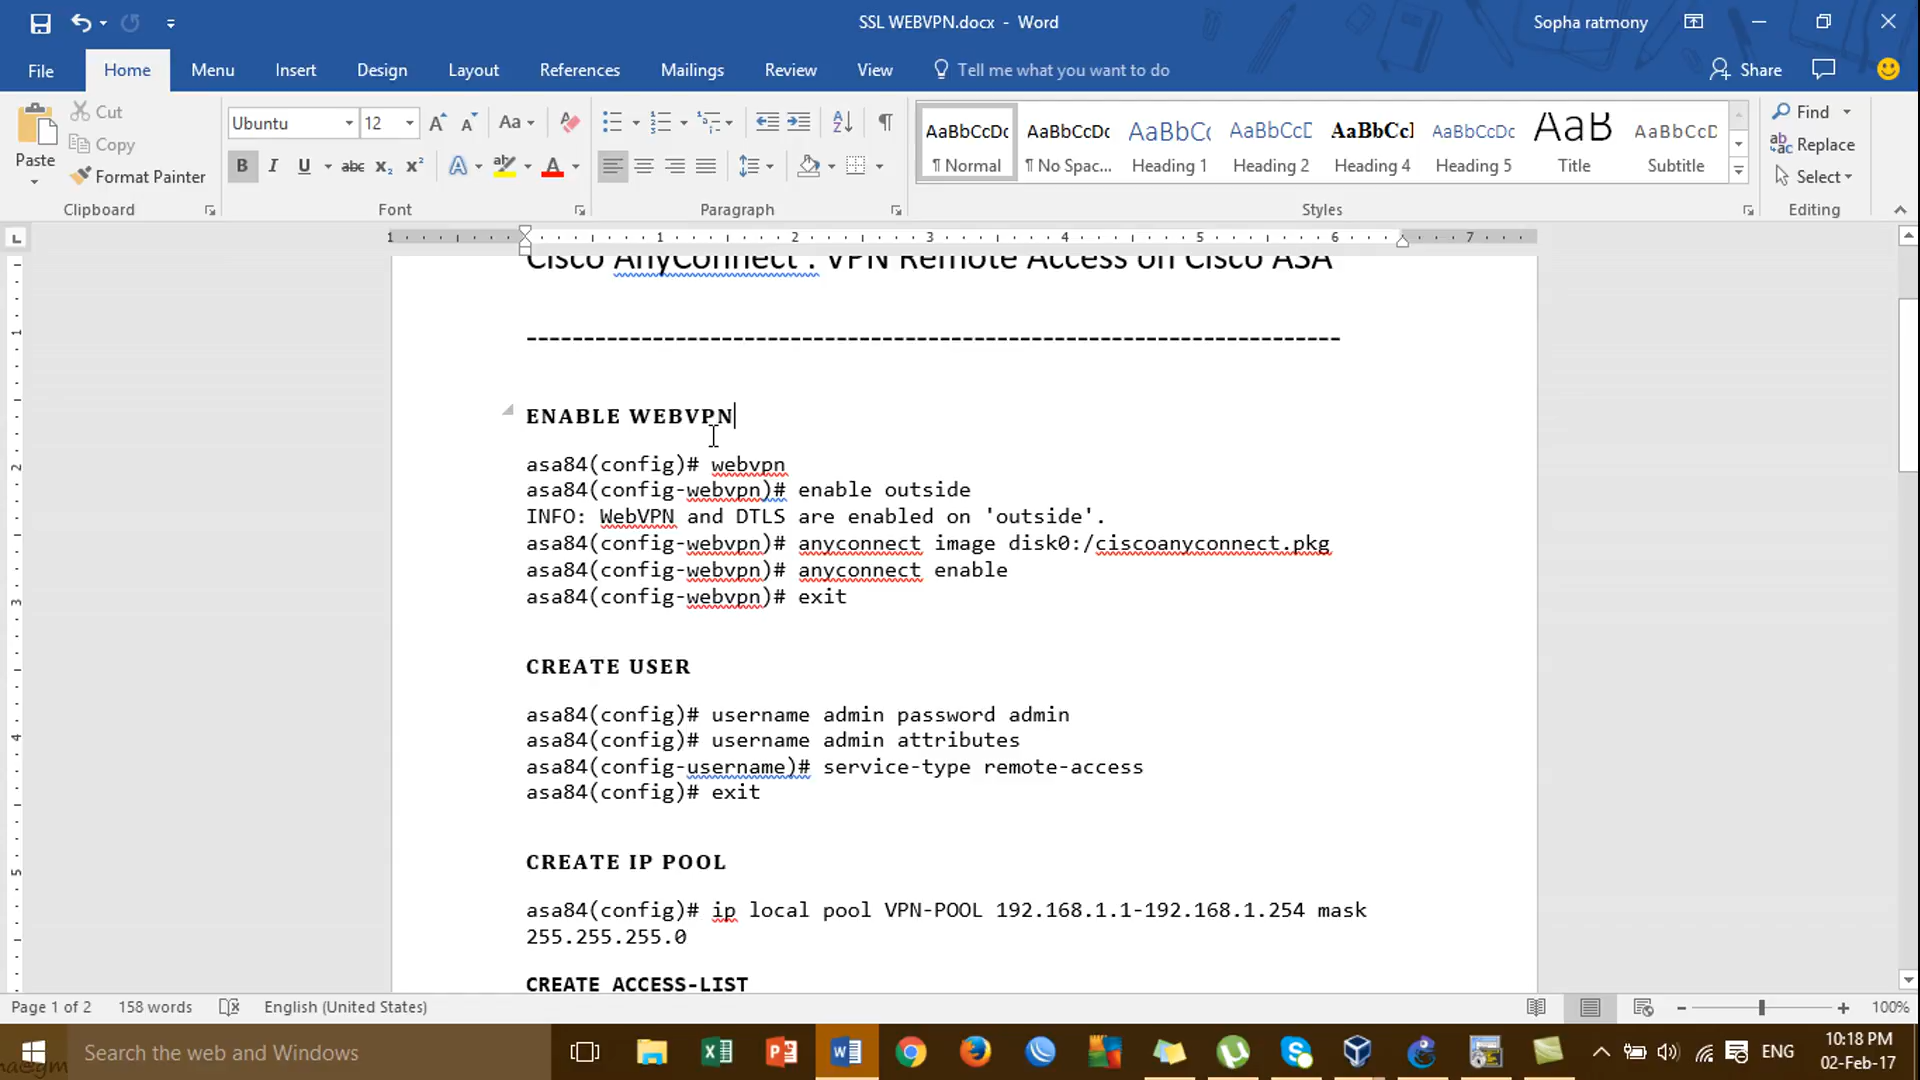 SSL WEBVPN.docx - Word
Sopha ratmony
File Home Menu Insert Design Layout References Mailings Review View Tell me what you want to do Share
Cut
Copy
Format Painter
Paste
Clipboard
Ubuntu 12
Font
Paragraph
AaBbCcDc AaBbCcDc AaBbC AaBbCcD AaBbCc AaBbCcDc AaB AaBbCcD
¶ Normal ¶ No Spac... Heading 1 Heading 2 Heading 4 Heading 5 Title Subtitle
Styles
Find
Replace
Select
Editing
1 1 2 3 4 5 6 7
Cisco AnyConnect : VPN Remote Access on Cisco ASA
----------------------------------------------------------------
ENABLE WEBVPN
asa84(config)# webvpn
asa84(config-webvpn)# enable outside
INFO: WebVPN and DTLS are enabled on 'outside'.
asa84(config-webvpn)# anyconnect image disk0:/ciscoanyconnect.pkg
asa84(config-webvpn)# anyconnect enable
asa84(config-webvpn)# exit
CREATE USER
asa84(config)# username admin password admin
asa84(config)# username admin attributes
asa84(config-username)# service-type remote-access
asa84(config)# exit
CREATE IP POOL
asa84(config)# ip local pool VPN-POOL 192.168.1.1-192.168.1.254 mask
255.255.255.0
CREATE ACCESS-LIST
Page 1 of 2 158 words English (United States) 100%
Search the web and Windows
ENG
10:18 PM
02-Feb-17